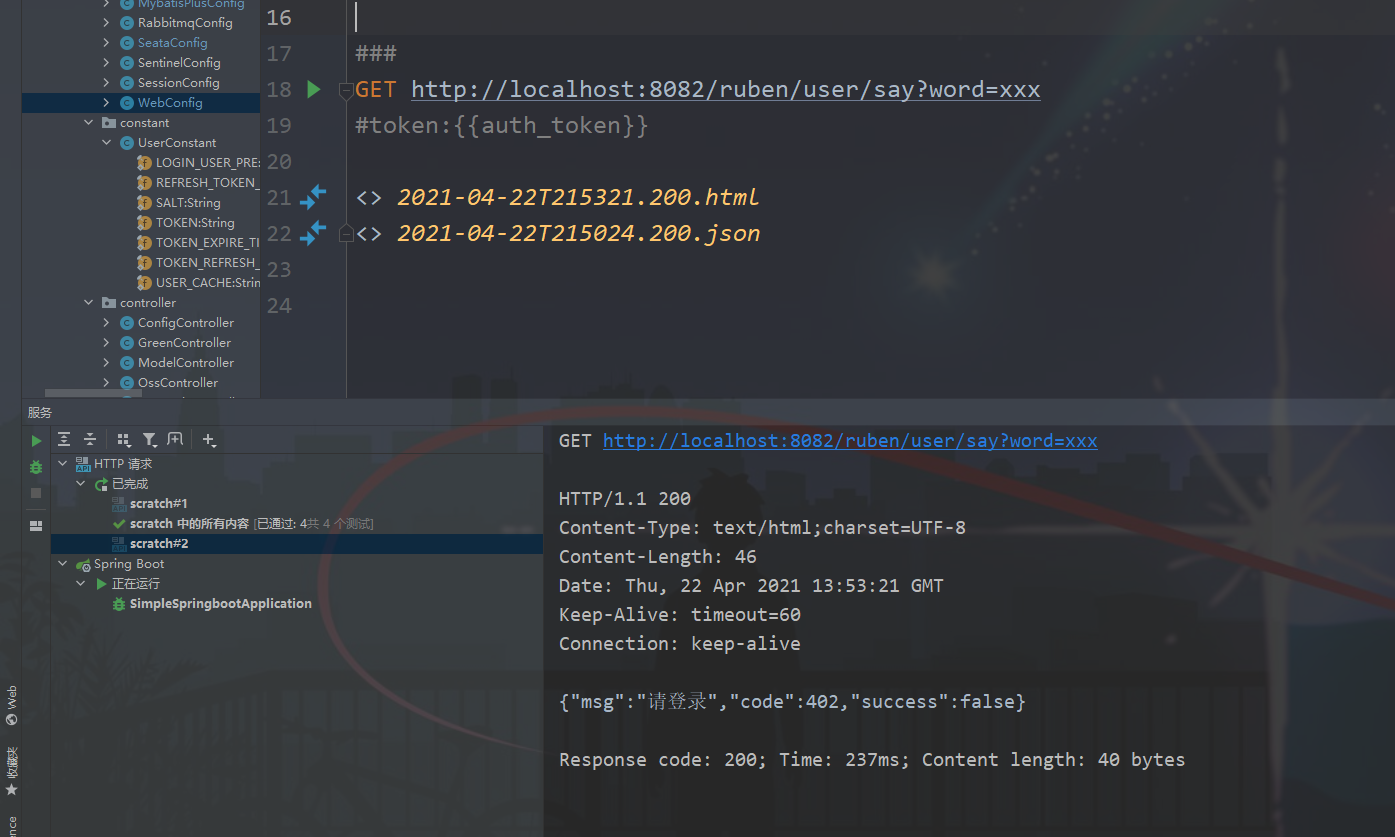 MybatisPlusConfig
RabbitmqConfig
SeataConfig
SentinelConfig
SessionConfig
WebConfig
constant
UserConstant
LOGIN_USER_PRE:
REFRESH_TOKEN_
SALT:String
TOKEN:String
TOKEN_EXPIRE_TI
TOKEN_REFRESH_
USER_CACHE:Strin
controller
ConfigController
GreenController
ModelController
OssController
16
17 ###
18 GET http://localhost:8082/ruben/user/say?word=xxx
19 #token:{{auth_token}}
20
21 <> 2021-04-22T215321.200.html
22 <> 2021-04-22T215024.200.json
23
24
服务
HTTP 请求
已完成
scratch#1
scratch 中的所有内容 [已通过: 4共 4 个测试]
scratch#2
Spring Boot
正在运行
SimpleSpringbootApplication
GET http://localhost:8082/ruben/user/say?word=xxx
HTTP/1.1 200
Content-Type: text/html;charset=UTF-8
Content-Length: 46
Date: Thu, 22 Apr 2021 13:53:21 GMT
Keep-Alive: timeout=60
Connection: keep-alive
{"msg":"请登录","code":402,"success":false}
Response code: 200; Time: 237ms; Content length: 40 bytes
Web
收藏夹
nce